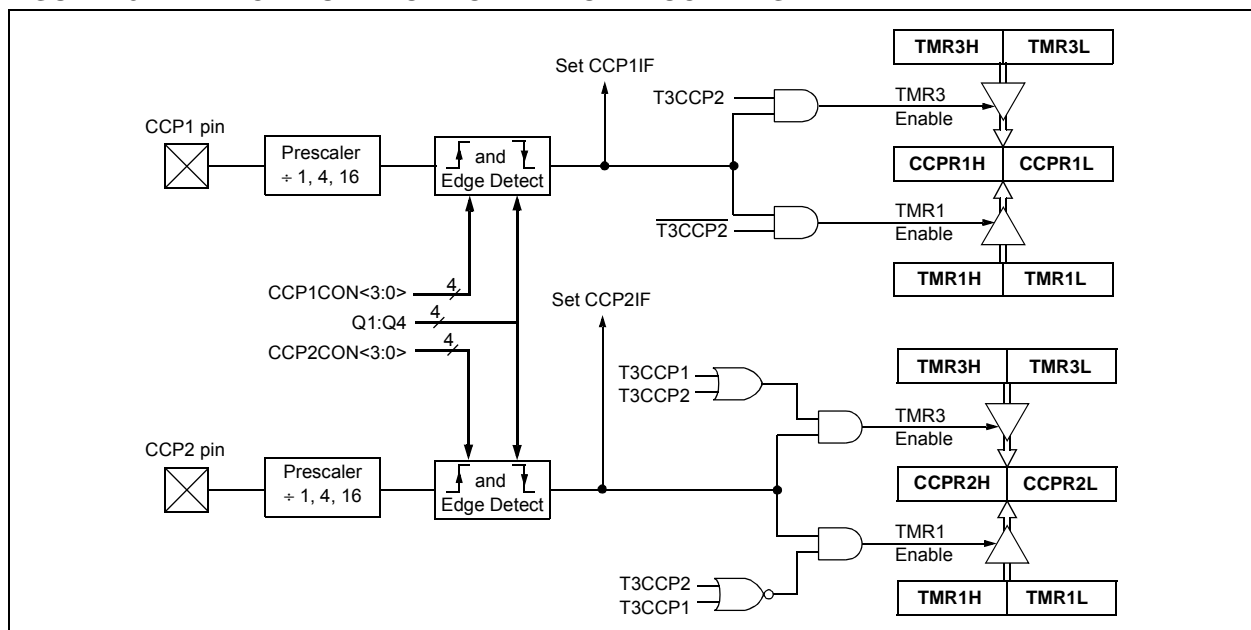 TMR3H TMR3L
Set CCP1IF
T3CCP2
TMR3
Enable
CCP1 pin
Prescaler
÷ 1, 4, 16
and
Edge Detect
CCPR1H CCPR1L
T3CCP2
TMR1
Enable
TMR1H TMR1L
CCP1CON<3:0>
4
Q1:Q4
4
CCP2CON<3:0>
4
Set CCP2IF
TMR3H TMR3L
T3CCP1
T3CCP2
TMR3
Enable
CCP2 pin
Prescaler
÷ 1, 4, 16
and
Edge Detect
CCPR2H CCPR2L
TMR1
Enable
T3CCP2
T3CCP1
TMR1H TMR1L